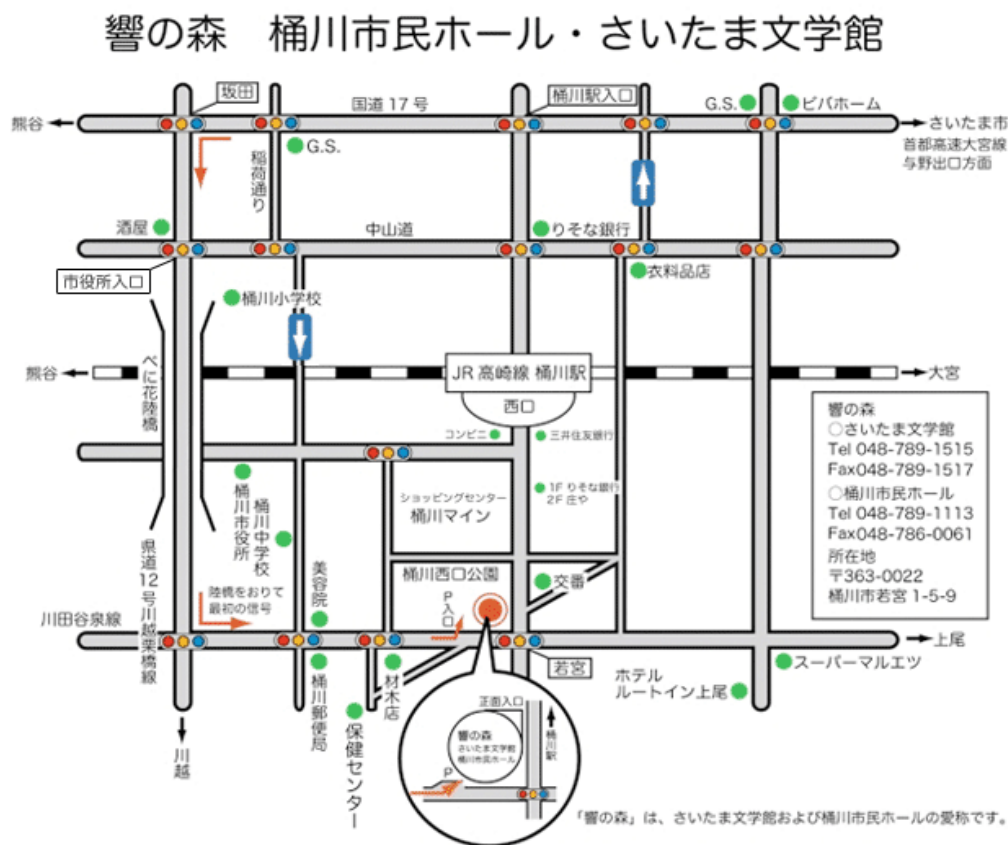 響の森　桶川市民ホール・さいたま文学館
坂田
国道17号
桶川駅入口
G.S.
ビバホーム
熊谷
さいたま市
首都高速大宮線
与野出口方面
G.S.
稲荷通り
酒屋
中山道
りそな銀行
市役所入口
衣料品店
桶川小学校
熊谷
べに花陸橋
JR 高崎線 桶川駅
大宮
西口
コンビニ
三井住友銀行
桶川市役所
桶川中学校
ショッピングセンター
桶川マイン
1F りそな銀行
2F 庄や
響の森
○さいたま文学館
Tel 048-789-1515
Fax048-789-1517
○桶川市民ホール
Tel 048-789-1113
Fax048-786-0061
所在地
〒363-0022
桶川市若宮 1-5-9
県道12号川越栗橋線
桶川西口公園
交番
陸橋をおりて
最初の信号
美容院
P入口
川田谷泉線
上尾
若宮
スーパーマルエツ
ホテル
ルートイン上尾
川越
桶川郵便局
保健センター
材木店
正面入口
桶川駅
響の森
さいたま文学館
桶川市民ホール
P
「響の森」は、さいたま文学館および桶川市民ホールの愛称です。